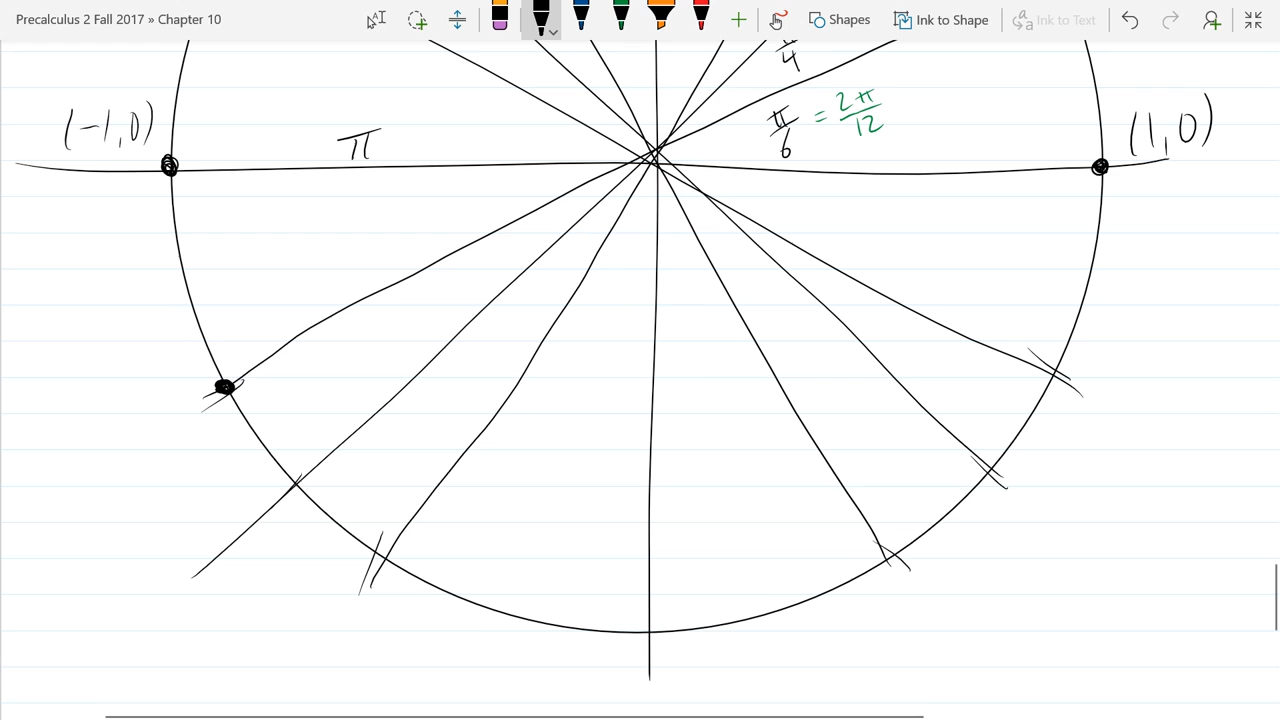 Precalculus 2 Fall 2017 » Chapter 10
Shapes
Ink to Shape
Ink to Text
4
π/6 = 2π/12
(-1,0)
π
(1,0)